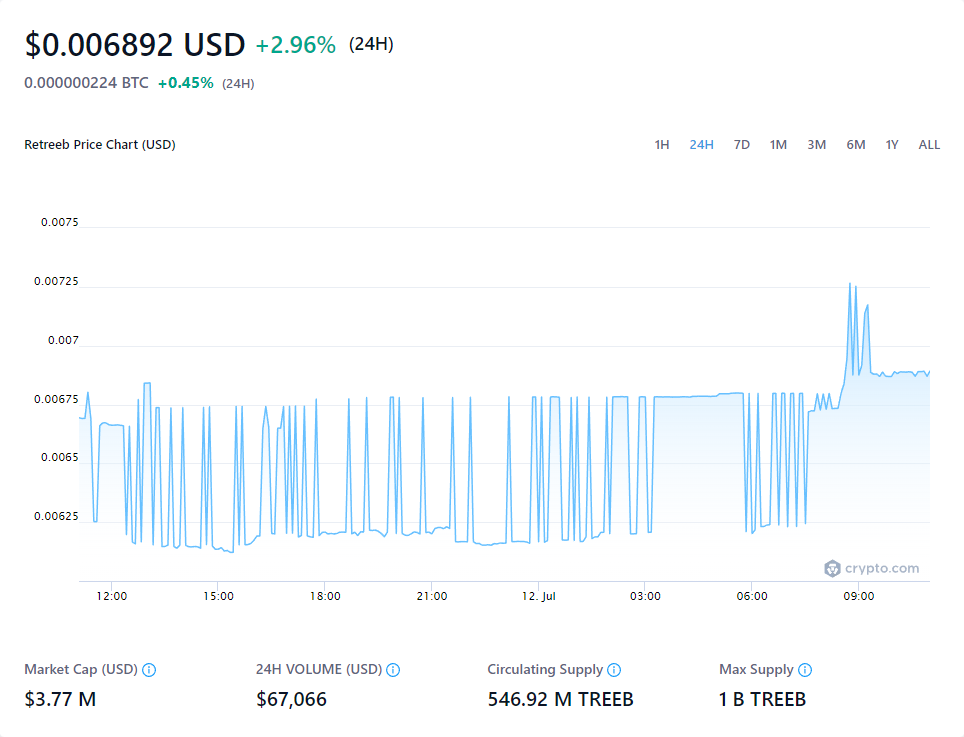 $0.006892 USD +2.96% (24H)
0.000000224 BTC +0.45% (24H)
Retreeb Price Chart (USD) 1H 24H 7D 1M 3M 6M 1Y ALL
0.0075
0.00725
0.007
0.00675
0.0065
0.00625
crypto.com
12:00 15:00 18:00 21:00 12. Jul 03:00 06:00 09:00
Market Cap (USD) 24H VOLUME (USD) Circulating Supply Max Supply
$3.77 M $67,066 546.92 M TREEB 1 B TREEB